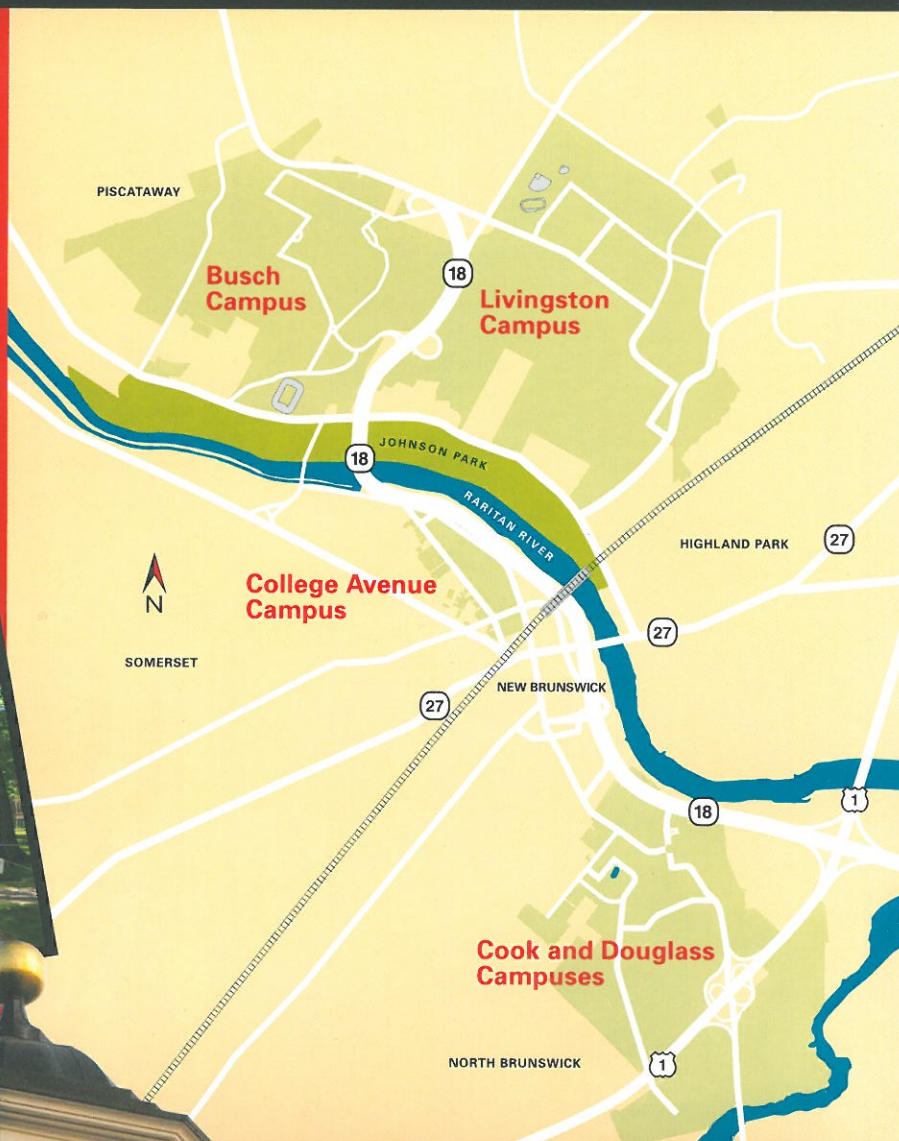 PISCATAWAY
Busch
Campus
18
Livingston
Campus
18
JOHNSON PARK
RARITAN RIVER
HIGHLAND PARK
27
N
College Avenue
Campus
27
SOMERSET
NEW BRUNSWICK
27
1
18
Cook and Douglass
Campuses
NORTH BRUNSWICK
1